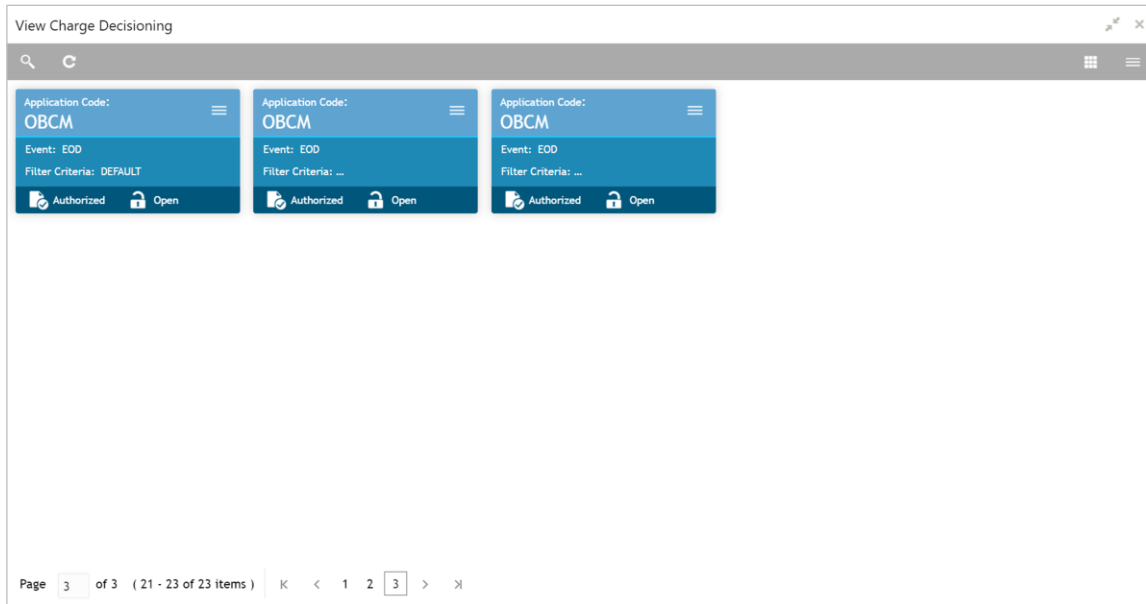 View Charge Decisioning
Application Code:
OBCM
Event: EOD
Filter Criteria: DEFAULT
Authorized Open
Application Code:
OBCM
Event: EOD
Filter Criteria: ...
Authorized Open
Application Code:
OBCM
Event: EOD
Filter Criteria: ...
Authorized Open
Page 3 of 3 ( 21 - 23 of 23 items ) 1 2 3